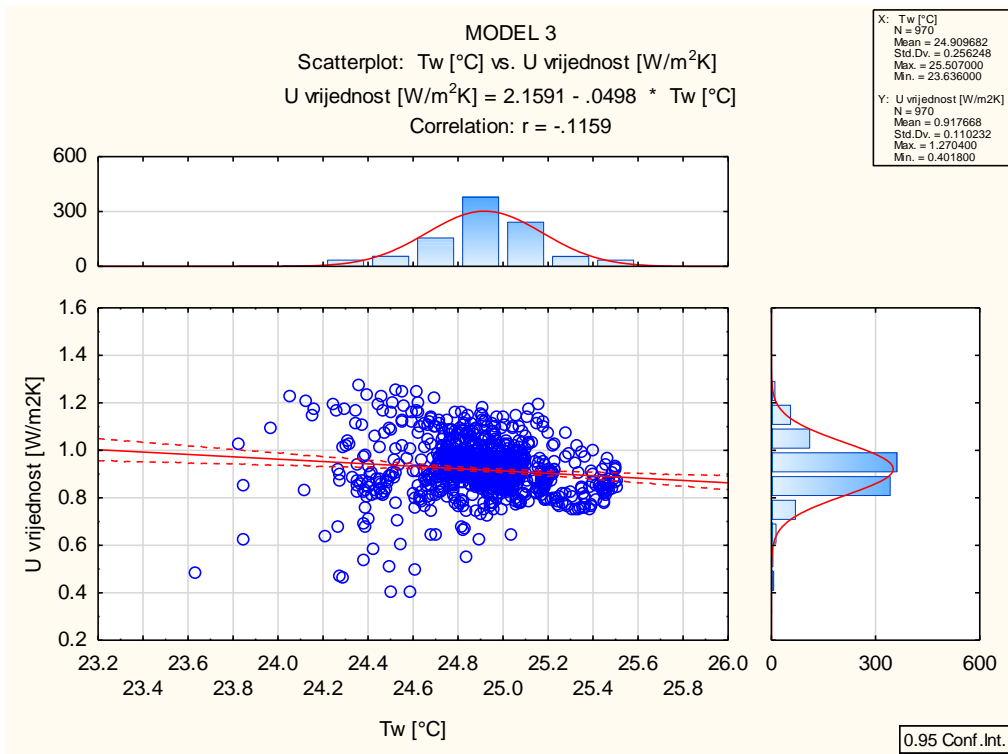 MODEL 3
Scatterplot: Tw [°C] vs. U vrijednost [W/m²K]
U vrijednost [W/m²K] = 2.1591 - .0498 * Tw [°C]
Correlation: r = -.1159
X: Tw [°C]
N = 970
Mean = 24.909682
Std.Dv. = 0.256248
Max. = 25.507000
Min. = 23.636000
Y: U vrijednost [W/m2K]
N = 970
Mean = 0.917668
Std.Dv. = 0.110232
Max. = 1.270400
Min. = 0.401800
600
300
0
U vrijednost [W/m2K]
1.6
1.4
1.2
1.0
0.8
0.6
0.4
0.2
23.2 23.6 24.0 24.4 24.8 25.2 25.6 26.0
23.4 23.8 24.2 24.6 25.0 25.4 25.8
Tw [°C]
0 300 600
0.95 Conf.Int.